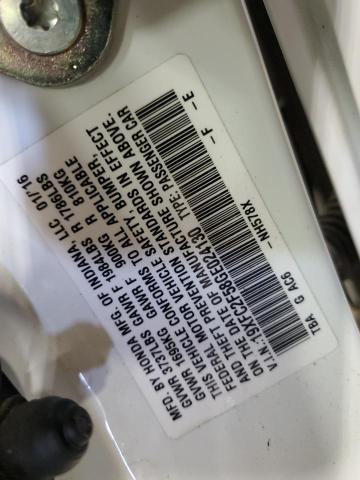 MFD. BY HONDA MFG. OF INDIANA, LLC 01/16
GVWR 3737LBS GAWR F 1984LBS R 1786LBS
GVWR 1695KG GAWR F 900KG R 810KG
THIS VEHICLE CONFORMS TO ALL APPLICABLE
FEDERAL MOTOR VEHICLE SAFETY, BUMPER,
AND THEFT PREVENTION STANDARDS IN EFFECT
ON THE DATE OF MANUFACTURE SHOWN ABOVE.
V.I.N.: 19XFC2F58GE024130 TYPE: PASSENGER CAR
-NH578X -F -E
TBA G AC6